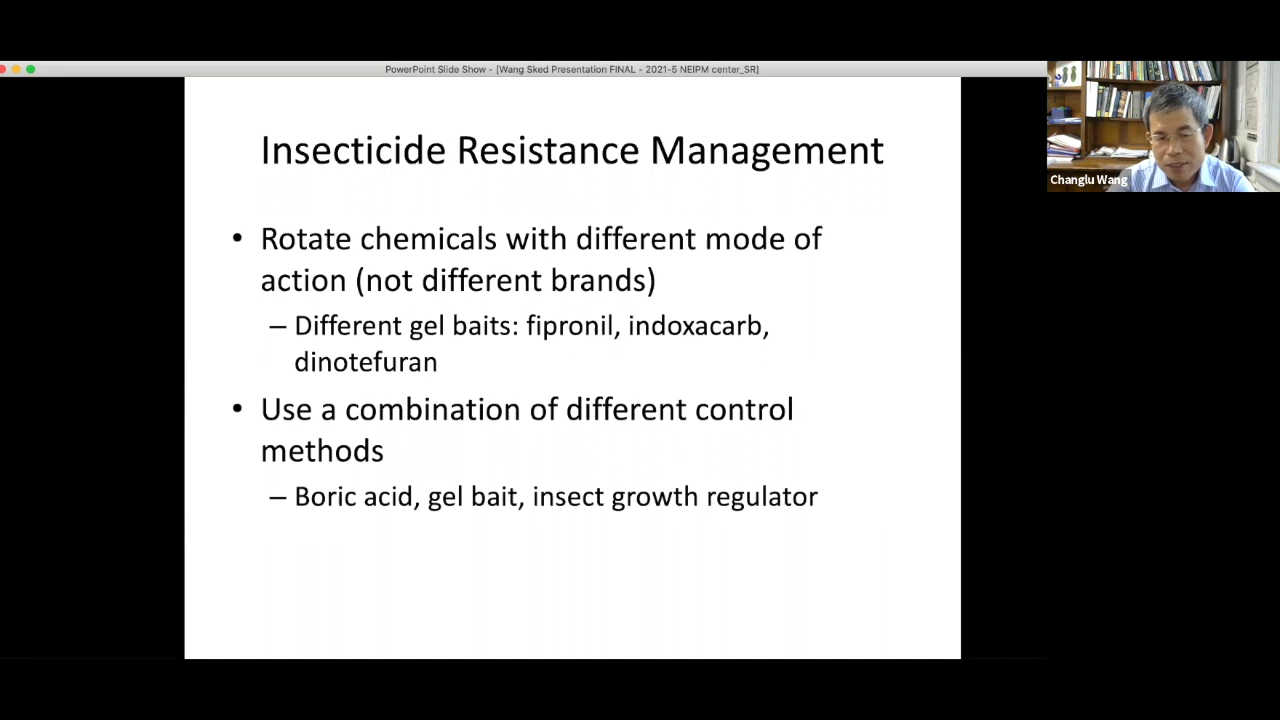 PowerPoint Slide Show - [Wang Sked Presentation FINAL - 2021-5 NEIPM center_SR]
Insecticide Resistance Management
• Rotate chemicals with different mode of
action (not different brands)
– Different gel baits: fipronil, indoxacarb,
dinotefuran
• Use a combination of different control
methods
– Boric acid, gel bait, insect growth regulator
Changlu Wang